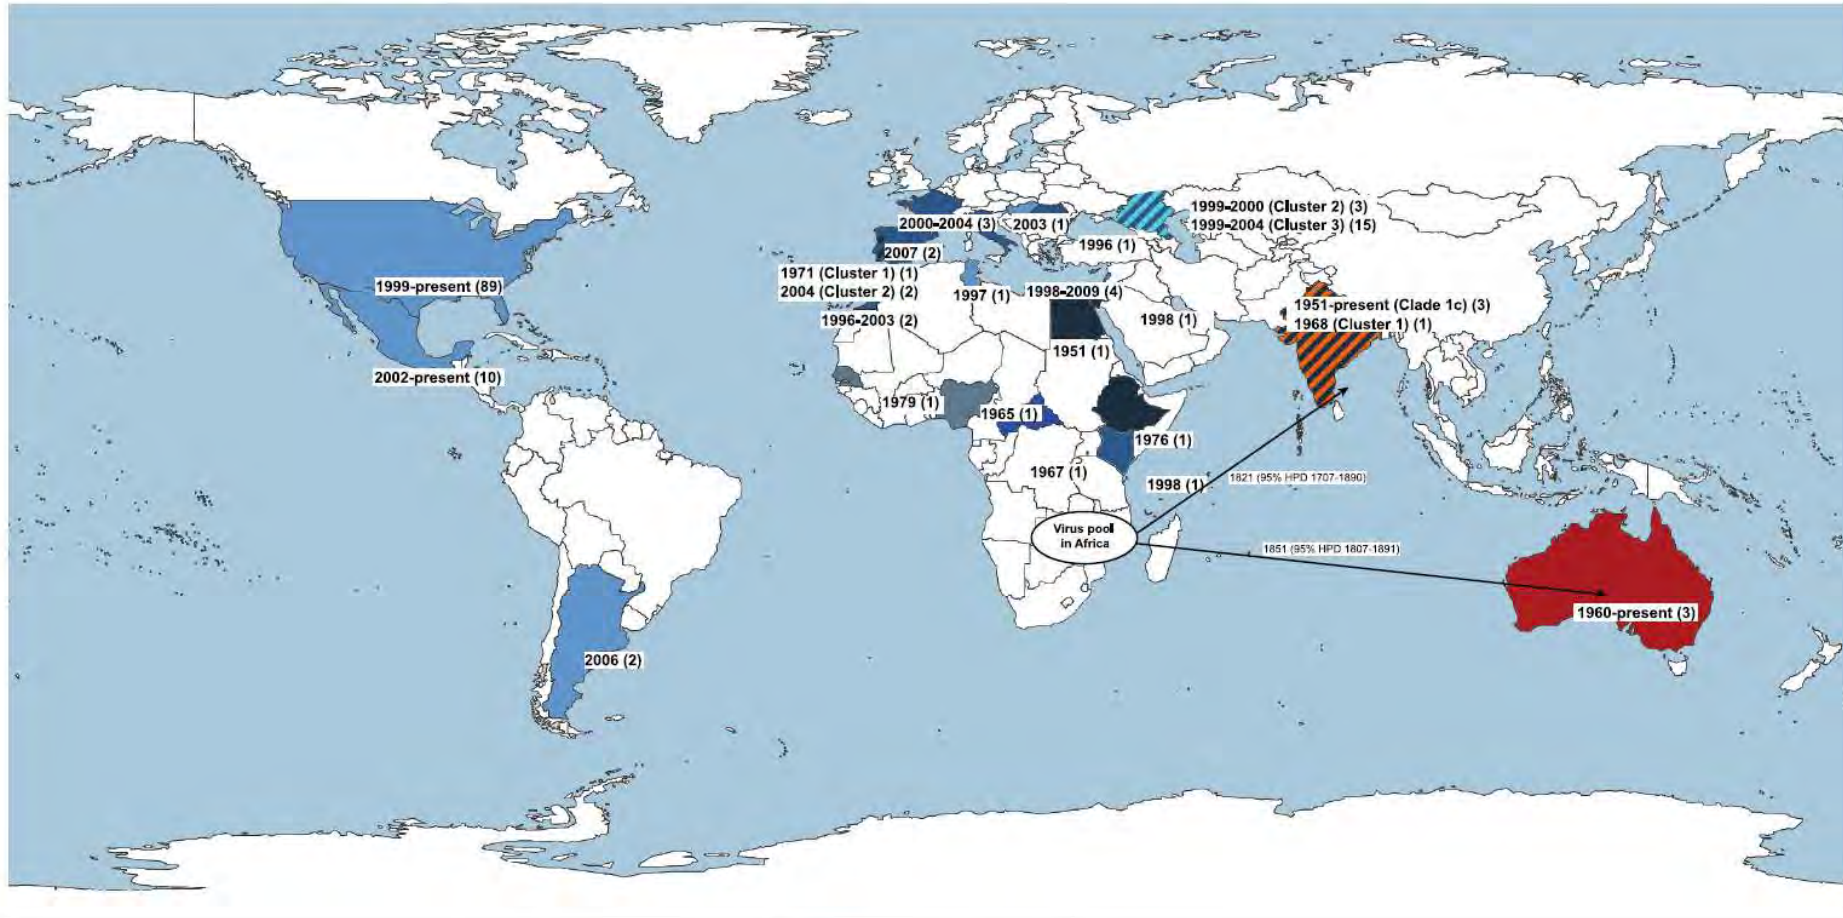 1999-2000 (Cluster 2) (3)
1999-2004 (Cluster 3) (15)
2000-2004 (3)
2003 (1)
1996 (1)
2007 (2)
1971 (Cluster 1) (1)
2004 (Cluster 2) (2)
1999-present (89)
1997 (1)
1998-2009 (4)
1996-2003 (2)
1998 (1)
1951-present (Clade 1c) (3)
1968 (Cluster 1) (1)
1951 (1)
2002-present (10)
1979 (1)
1965 (1)
1976 (1)
1967 (1)
1998 (1)
1821 (95% HPD 1707-1890)
Virus pool
in Africa
1851 (95% HPD 1807-1891)
1960-present (3)
2006 (2)